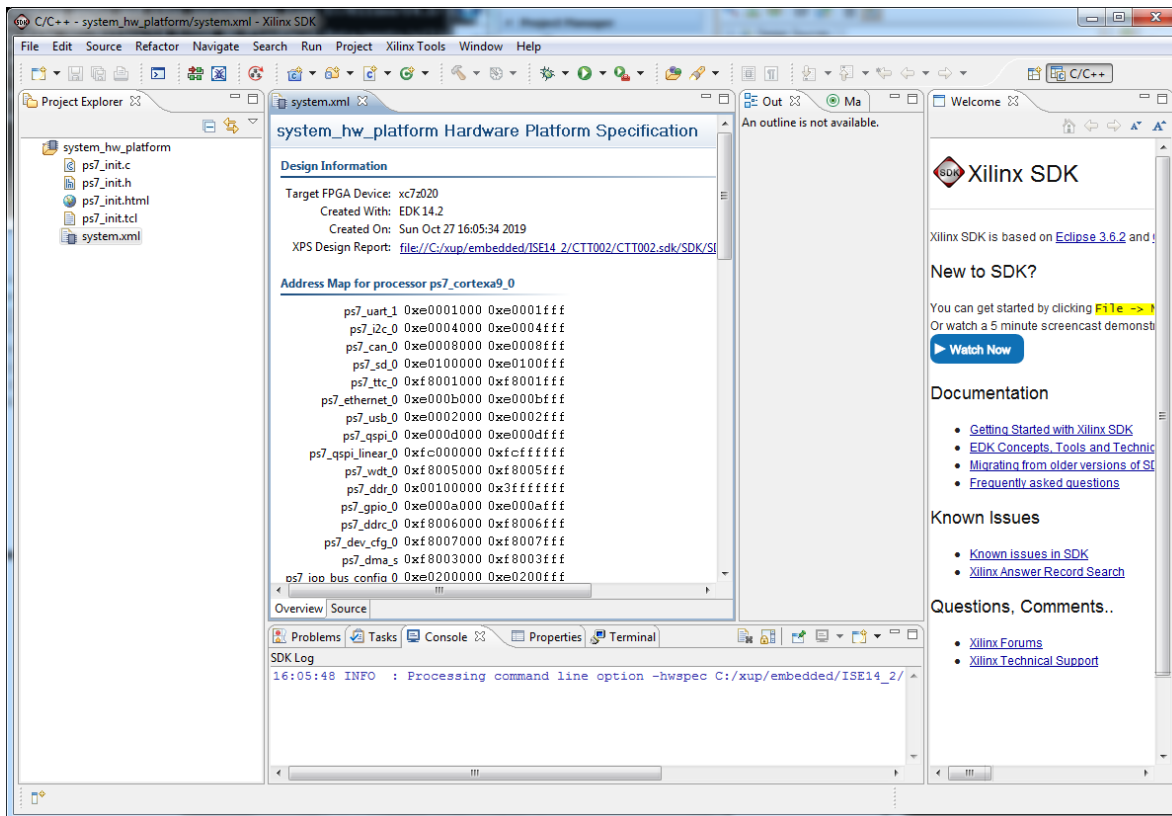 C/C++ - system_hw_platform/system.xml - Xilinx SDK
File Edit Source Refactor Navigate Search Run Project Xilinx Tools Window Help
C/C++
Project Explorer
system_hw_platform
ps7_init.c
ps7_init.h
ps7_init.html
ps7_init.tcl
system.xml
system.xml
system_hw_platform Hardware Platform Specification
Design Information
Target FPGA Device: xc7z020
Created With: EDK 14.2
Created On: Sun Oct 27 16:05:34 2019
XPS Design Report: file://C:/xup/embedded/ISE14_2/CTT002/CTT002.sdk/SDK/SI
Address Map for processor ps7_cortexa9_0
ps7_uart_1 0xe0001000 0xe0001fff
ps7_i2c_0 0xe0004000 0xe0004fff
ps7_can_0 0xe0008000 0xe0008fff
ps7_sd_0 0xe0100000 0xe0100fff
ps7_ttc_0 0xf8001000 0xf8001fff
ps7_ethernet_0 0xe000b000 0xe000bfff
ps7_usb_0 0xe0002000 0xe0002fff
ps7_qspi_0 0xe000d000 0xe000dfff
ps7_qspi_linear_0 0xfc000000 0xfcffffff
ps7_wdt_0 0xf8005000 0xf8005fff
ps7_ddr_0 0x00100000 0x3fffffff
ps7_gpio_0 0xe000a000 0xe000afff
ps7_ddrc_0 0xf8006000 0xf8006fff
ps7_dev_cfg_0 0xf8007000 0xf8007fff
ps7_dma_s 0xf8003000 0xf8003fff
ps7_iop_bus_config_0 0xe0200000 0xe0200fff
Overview Source
Out Ma
An outline is not available.
Welcome
SDK Xilinx SDK
Xilinx SDK is based on Eclipse 3.6.2 and
New to SDK?
You can get started by clicking File ->
Or watch a 5 minute screencast demonst
Watch Now
Documentation
Getting Started with Xilinx SDK
EDK Concepts, Tools and Technic
Migrating from older versions of SD
Frequently asked questions
Known Issues
Known issues in SDK
Xilinx Answer Record Search
Questions, Comments..
Xilinx Forums
Xilinx Technical Support
Problems Tasks Console Properties Terminal
SDK Log
16:05:48 INFO : Processing command line option -hwspec C:/xup/embedded/ISE14_2/